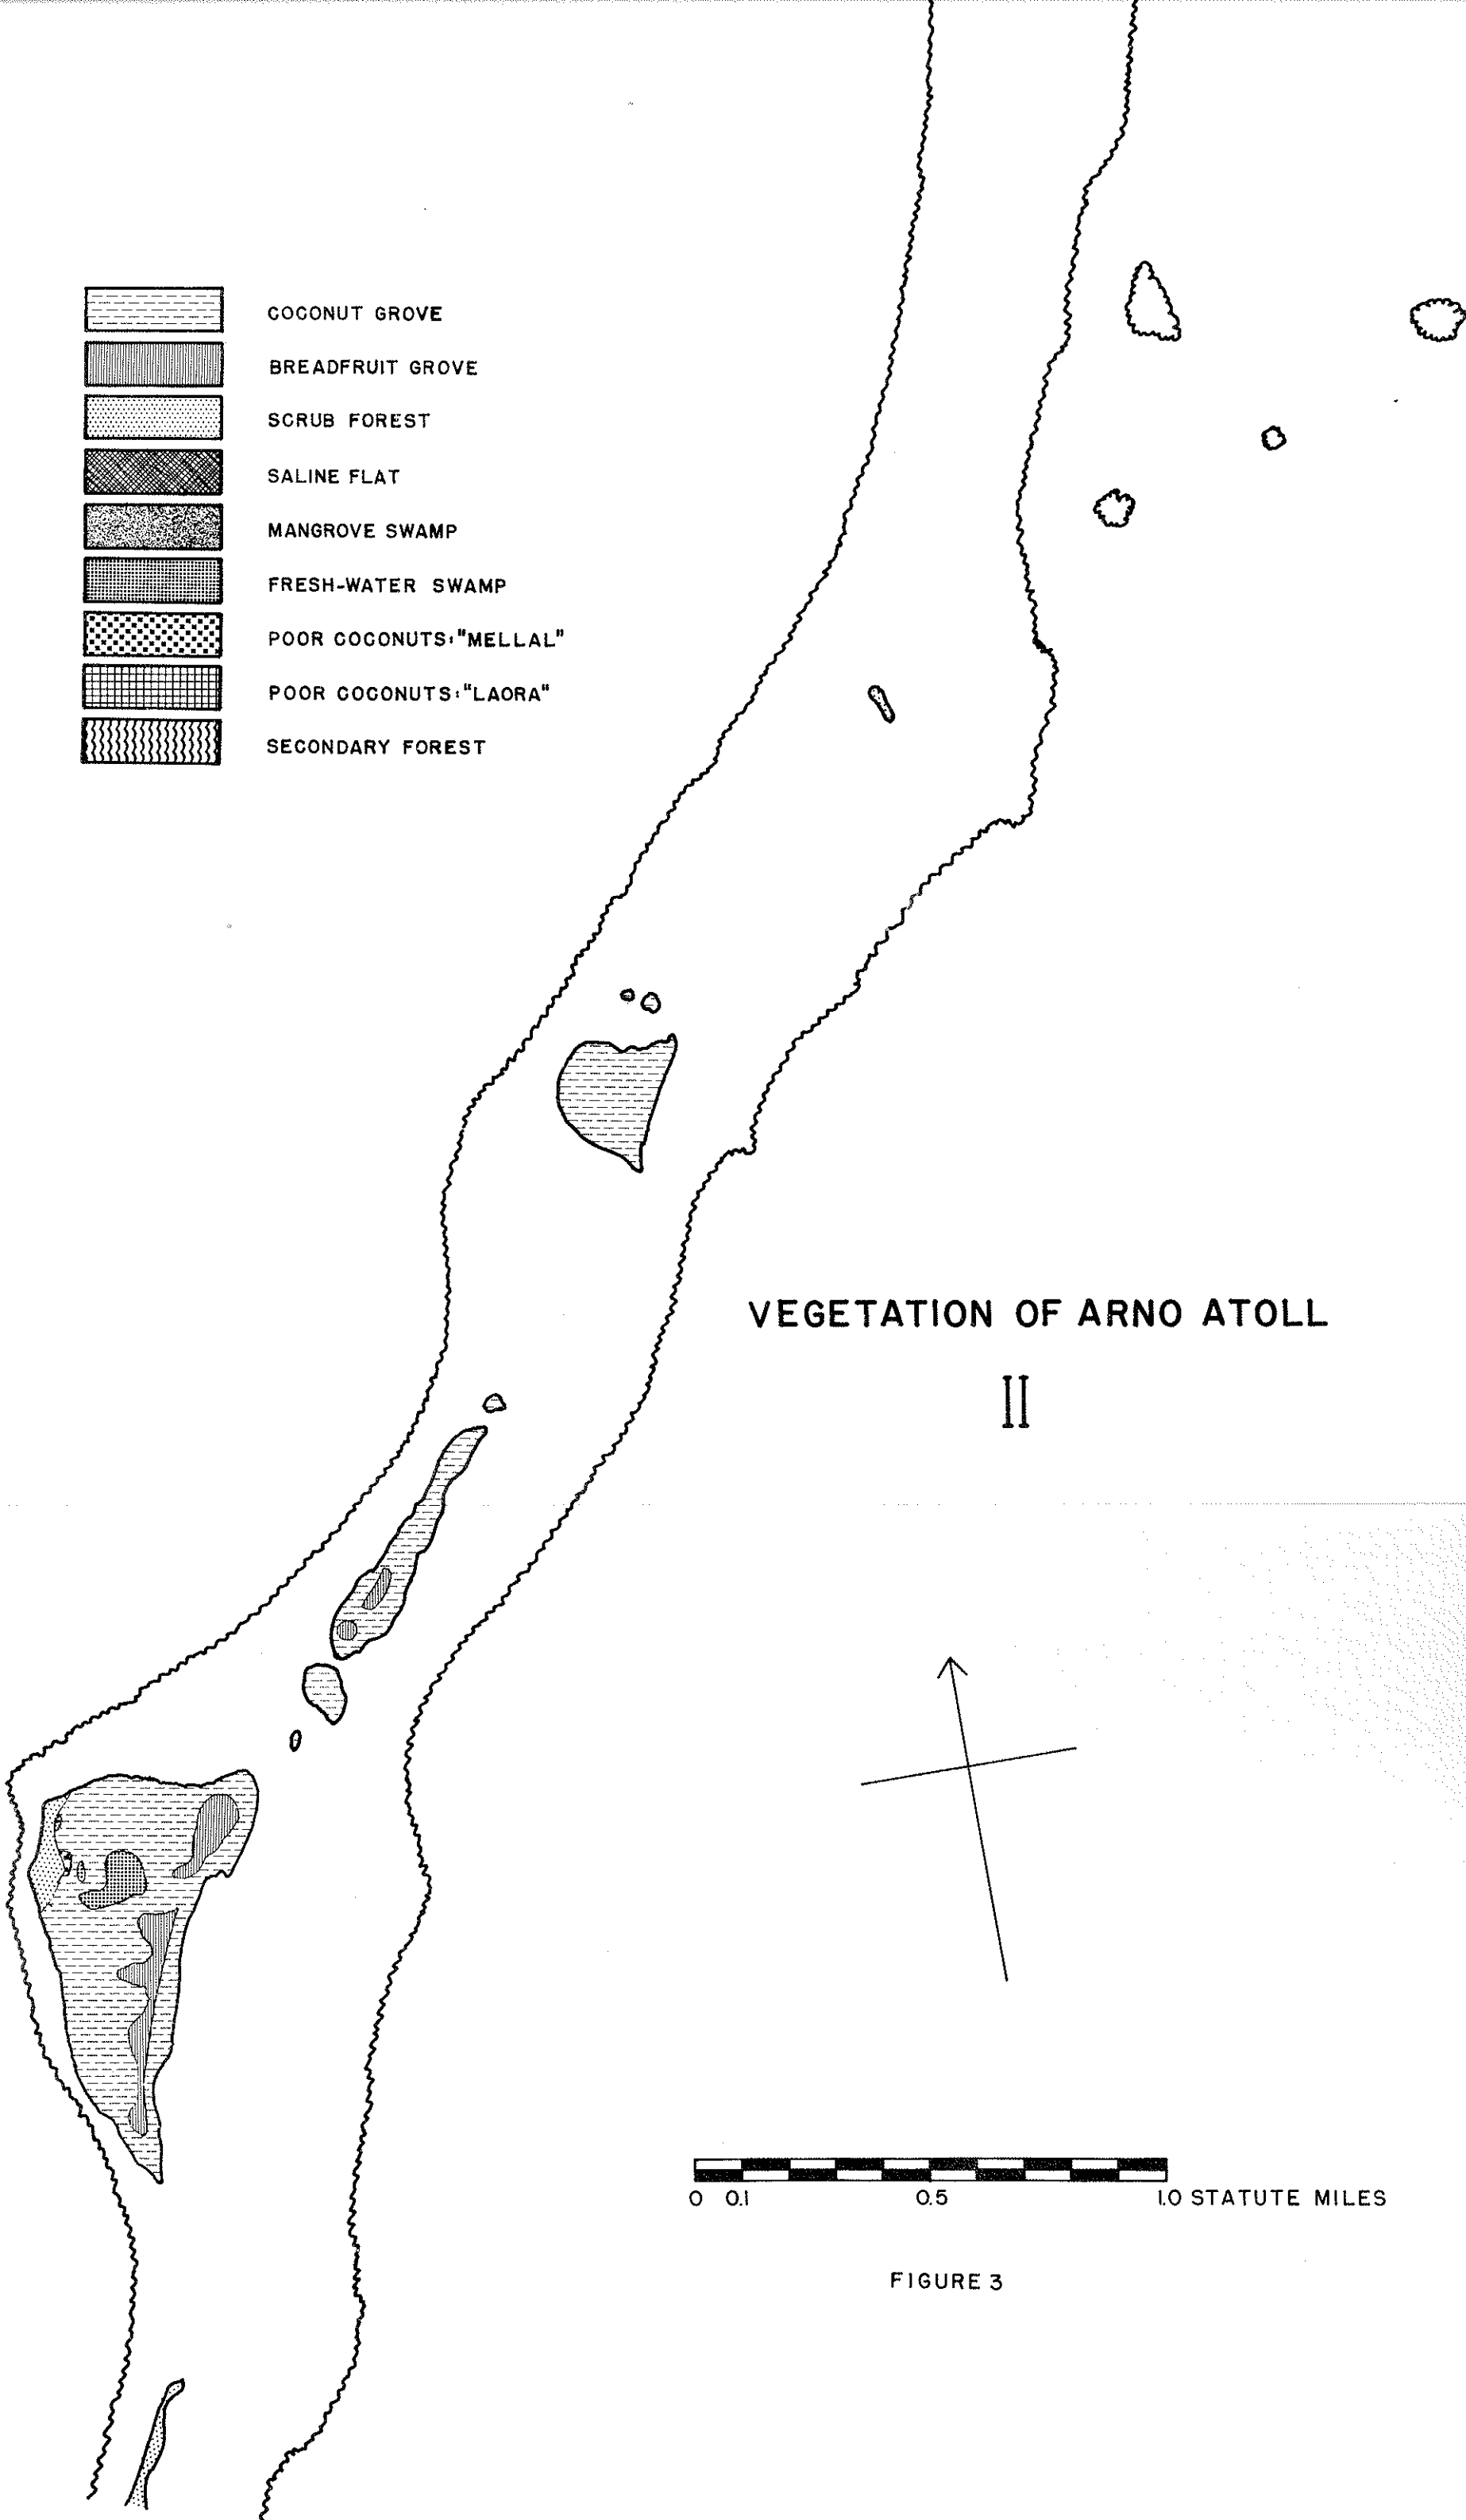 COCONUT GROVE
BREADFRUIT GROVE
SCRUB FOREST
SALINE FLAT
MANGROVE SWAMP
FRESH-WATER SWAMP
POOR COCONUTS:"MELLAL"
POOR COCONUTS:"LAORA"
SECONDARY FOREST
VEGETATION OF ARNO ATOLL
II
0 0.1 0.5 1.0 STATUTE MILES
FIGURE 3